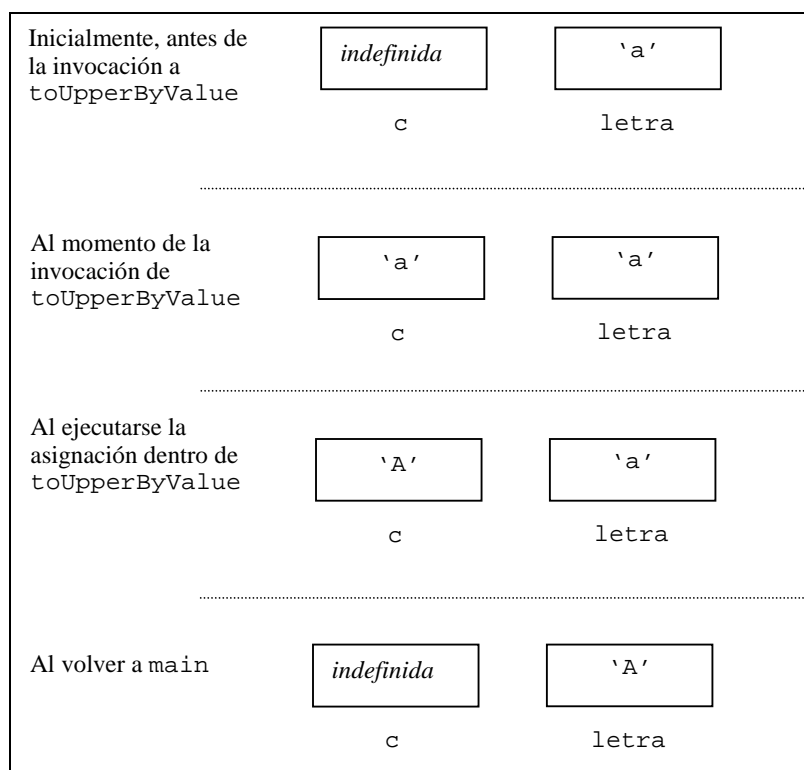 Inicialmente, antes de
la invocación a
toUpperByValue
indefinida
‘a’
c
letra
Al momento de la
invocación de
toUpperByValue
‘a’
‘a’
c
letra
Al ejecutarse la
asignación dentro de
toUpperByValue
‘A’
‘a’
c
letra
Al volver a main
indefinida
‘A’
c
letra